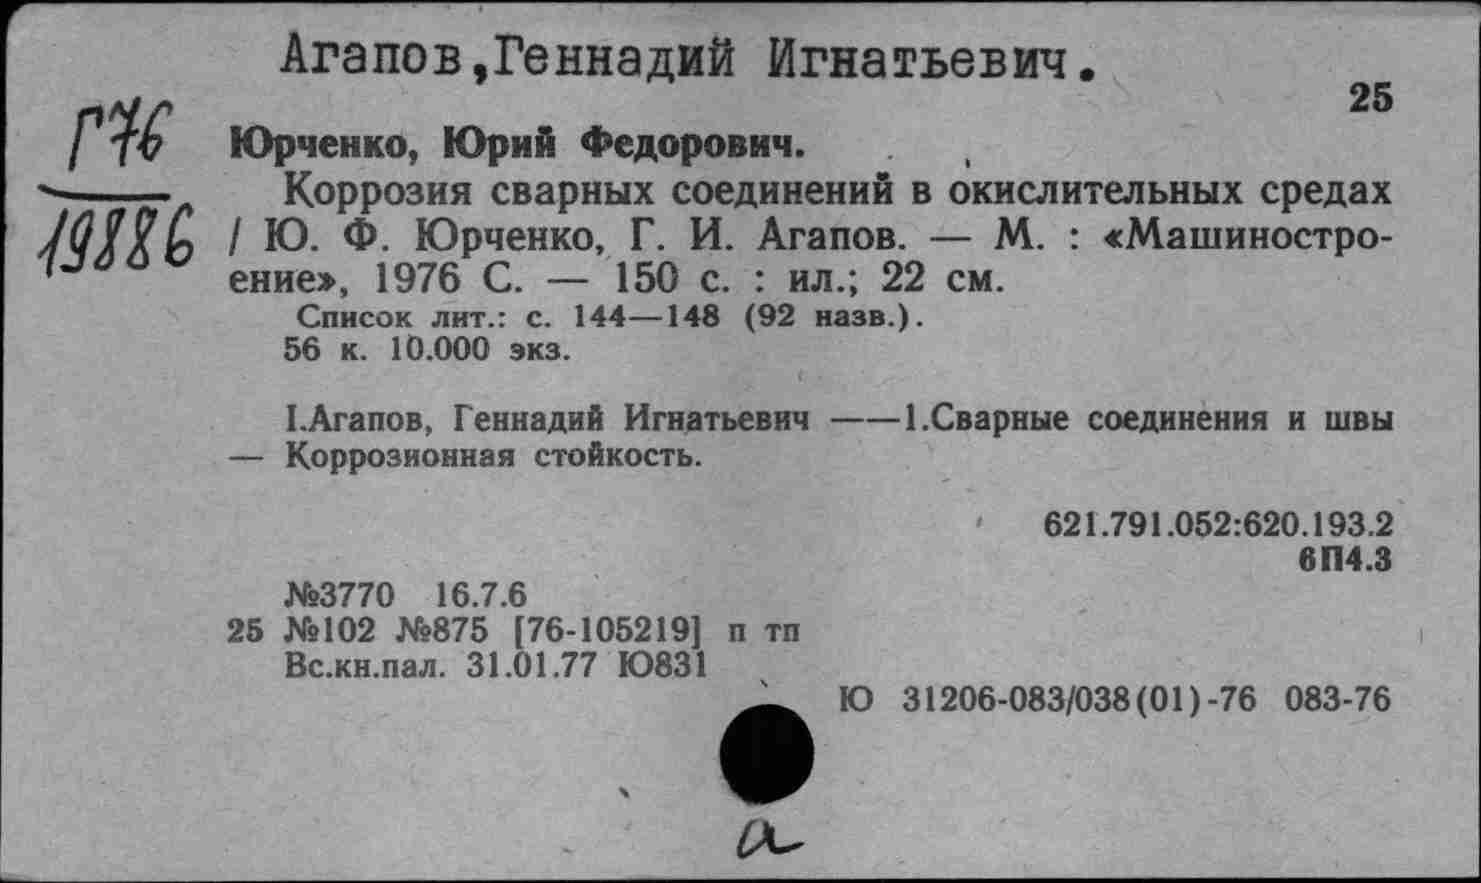 Агапов,Геннадий Игнатьевич.
25
Г76
19886
Юрченко, Юрий Федорович.
Коррозия сварных соединений в окислительных средах
/ Ю. Ф. Юрченко, Г. И. Агапов. — М. : «Машиностро-
ение», 1976 С. — 150 с. : ил.; 22 см.
Список лит.: с. 144—148 (92 назв.).
56 к. 10.000 экз.
I.Агапов, Геннадий Игнатьевич ——1.Сварные соединения и швы
— Коррозионная стойкость.
621.791.052:620.193.2
6П4.3
№3770 16.7.6
25 №102 №875 [76-105219] п тп
Вс.кн.пал. 31.01.77 Ю831
Ю 31206-083/038(01)-76 083-76